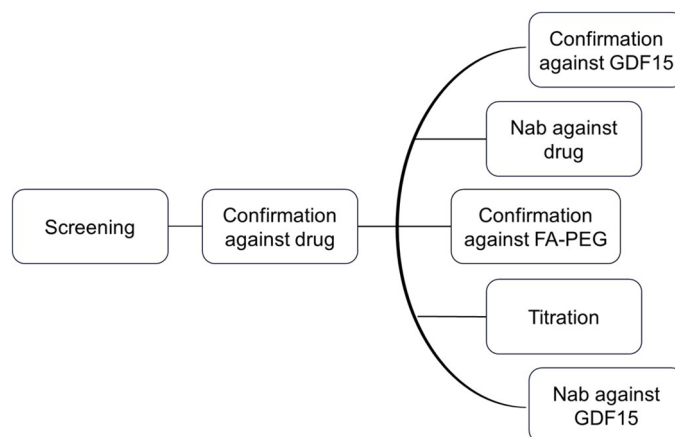 Confirmation
against GDF15
Nab against
drug
Screening
Confirmation
against drug
Confirmation
against FA-PEG
Titration
Nab against
GDF15